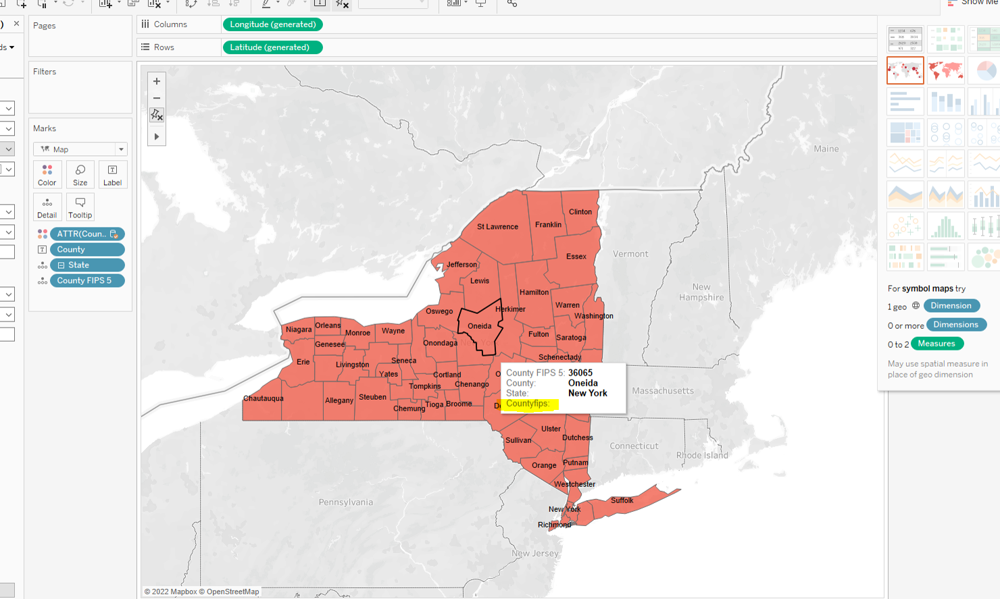 Show Me
)
ds
Pages
Columns
Longitude (generated)
Rows
Latitude (generated)
Filters
Marks
Map
Color
Size
Label
Detail
Tooltip
ATTR(Coun..
County
State
County FIPS 5
Maine
Vermont
New
Hampshire
Massachusetts
Connecticut
Rhode Island
Pennsylvania
New Jersey
Clinton
Franklin
St Lawrence
Essex
Jefferson
Lewis
Hamilton
Warren
Herkimer
Oswego
Washington
Oneida
Orleans
Niagara
Monroe
Wayne
Fulton
Saratoga
Genesee
Onondaga
New York
Schenectady
Erie
Livingston
Seneca
Yates
Cortland
O
Tompkins
Chenango
Chautauqua
Allegany
Steuben
Chemung
Tioga
Broome
De
County FIPS 5: 36065
County: Oneida
State: New York
Countyfips:
Ulster
Sullivan
Dutchess
Orange
Putnam
Westchester
Suffolk
New York
Richmond
© 2022 Mapbox © OpenStreetMap
For symbol maps try
1 geo Dimension
0 or more Dimensions
0 to 2 Measures
May use spatial measure in
place of geo dimension